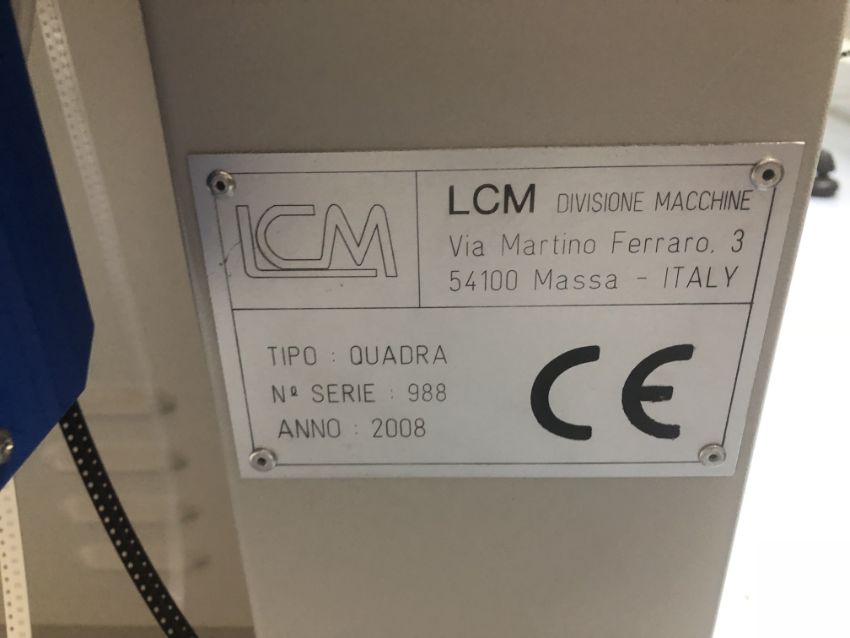 LCM
LCM DIVISIONE MACCHINE
Via Martino Ferraro, 3
54100 Massa - ITALY
TIPO : QUADRA
Nº SERIE : 988
ANNO : 2008
CE